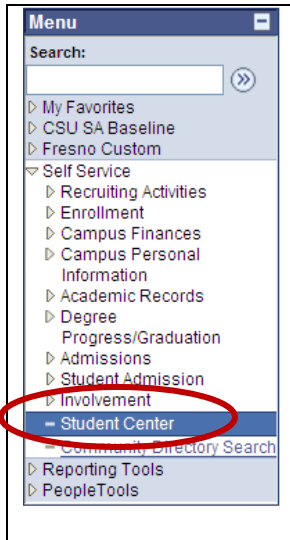 Menu
Search:
My Favorites
CSU SA Baseline
Fresno Custom
Self Service
Recruiting Activities
Enrollment
Campus Finances
Campus Personal
Information
Academic Records
Degree
Progress/Graduation
Admissions
Student Admission
Involvement
Student Center
Community Directory Search
Reporting Tools
PeopleTools